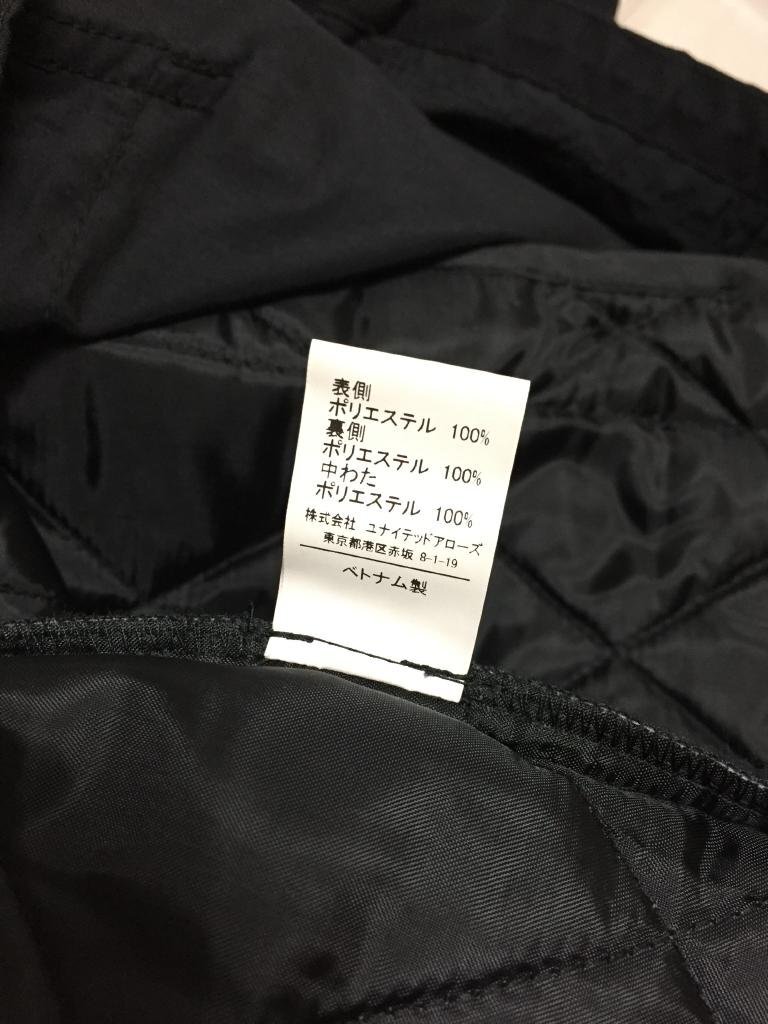 表側
ポリエステル 100%
裏側
ポリエステル 100%
中わた
ポリエステル 100%
株式会社 ユナイテッドアローズ
東京都港区赤坂 8-1-19
ベトナム製